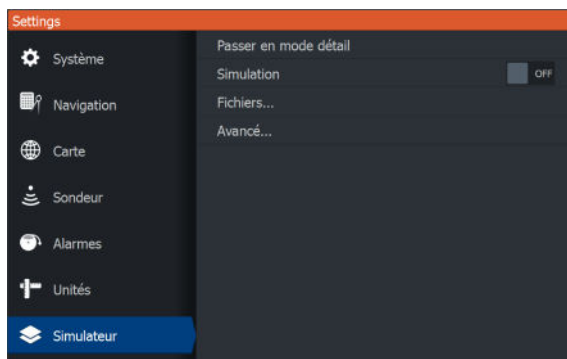 Settings
Système
Navigation
Carte
Sondeur
Alarmes
Unités
Simulateur
Passer en mode détail
Simulation OFF
Fichiers...
Avancé...